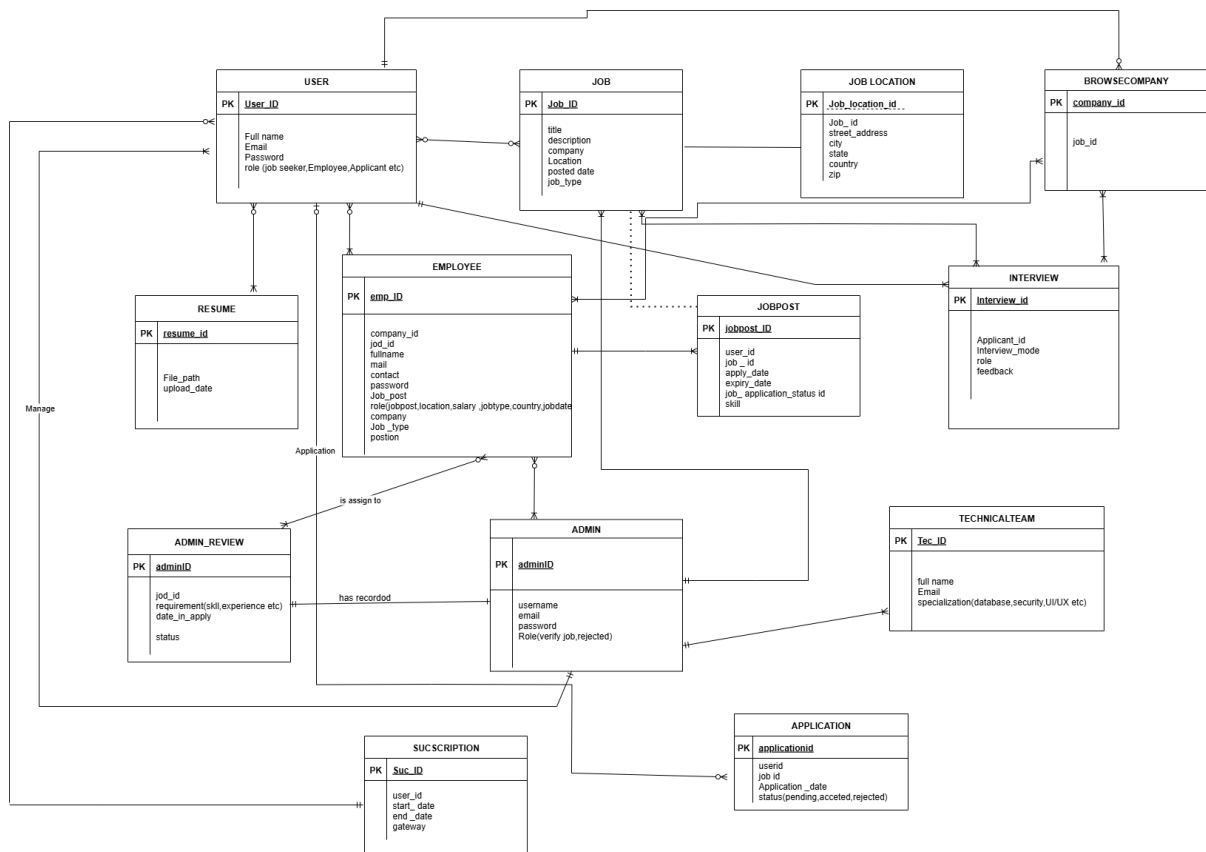 USER
PK User_ID
Full name
Email
Password
role (job seeker,Employee,Applicant etc)
JOB
PK Job_ID
title
description
company
Location
posted date
job_type
JOB LOCATION
PK Job_location_id
Job_ id
street_address
city
state
country
zip
BROWSECOMPANY
PK company_id
job_id
EMPLOYEE
PK emp_ID
company_id
jod_id
fullname
mail
contact
password
Job_post
role(jobpost,location,salary ,jobtype,country,jobdate
company
Job _type
postion
RESUME
PK resume_id
File_path
upload_date
JOBPOST
PK jobpost_ID
user_id
job _ id
apply_date
expiry_date
job_ application_status id
skill
INTERVIEW
PK Interview_id
Applicant_id
Interview_mode
role
feedback
Manage
Application
is assign to
ADMIN_REVIEW
PK adminID
jod_id
requirement(skll,experience etc)
date_in_apply
status
has recordod
ADMIN
PK adminID
username
email
password
Role(verify job,rejected)
TECHNICALTEAM
PK Tec_ID
full name
Email
specialization(database,security,UI/UX etc)
SUCSCRIPTION
PK Suc_ID
user_id
start_ date
end _date
gateway
APPLICATION
PK applicationid
userid
job id
Application _date
status(pending,acceted,rejected)